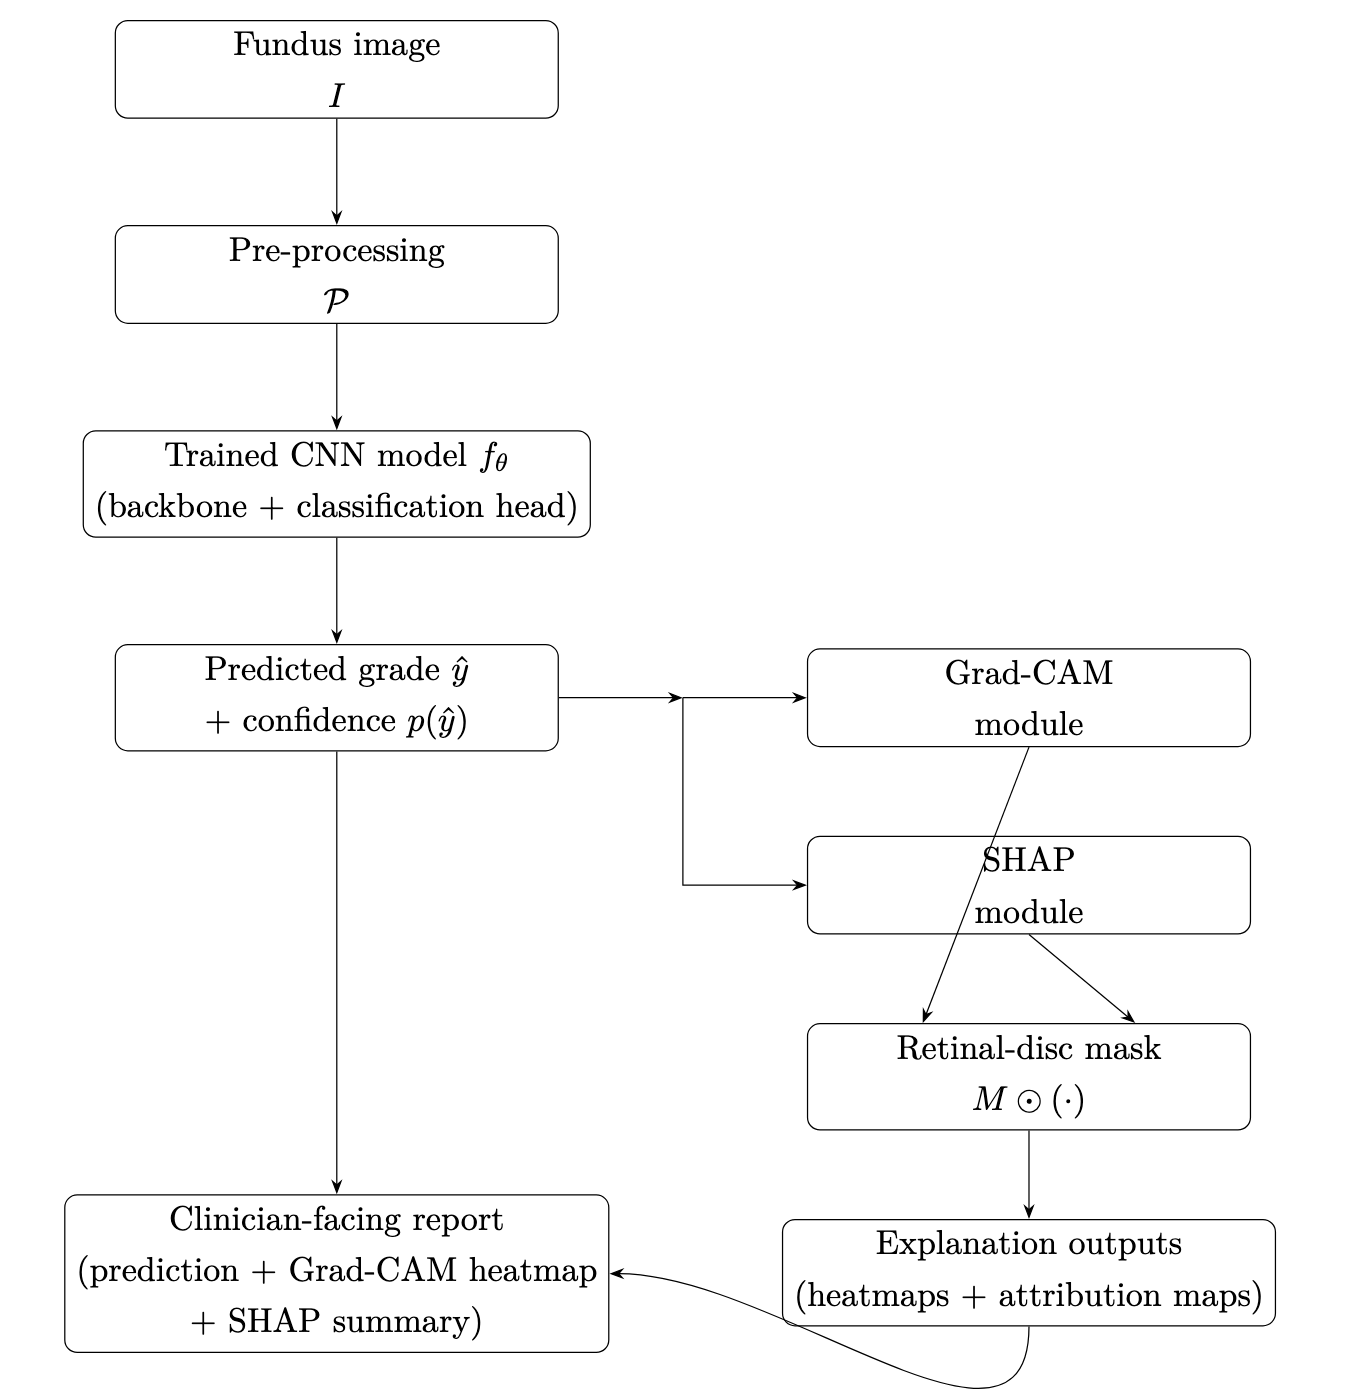 Fundus image
I
Pre-processing
𝒫
Trained CNN model f_θ
(backbone + classification head)
Predicted grade ŷ
+ confidence p(ŷ)
Grad-CAM
module
SHAP
module
Retinal-disc mask
M ⊙ (·)
Explanation outputs
(heatmaps + attribution maps)
Clinician-facing report
(prediction + Grad-CAM heatmap
+ SHAP summary)